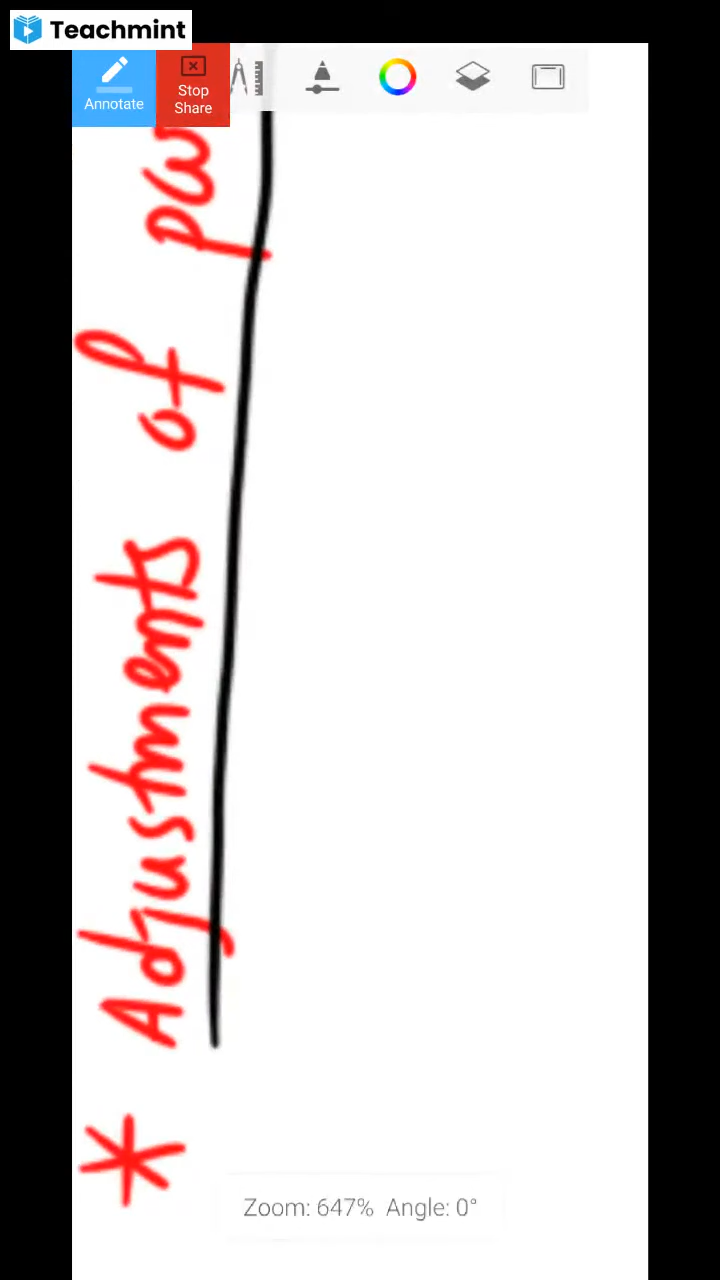 Teachmint
Annotate
Stop
Share
* Adjustments of
Zoom: 647% Angle: 0°